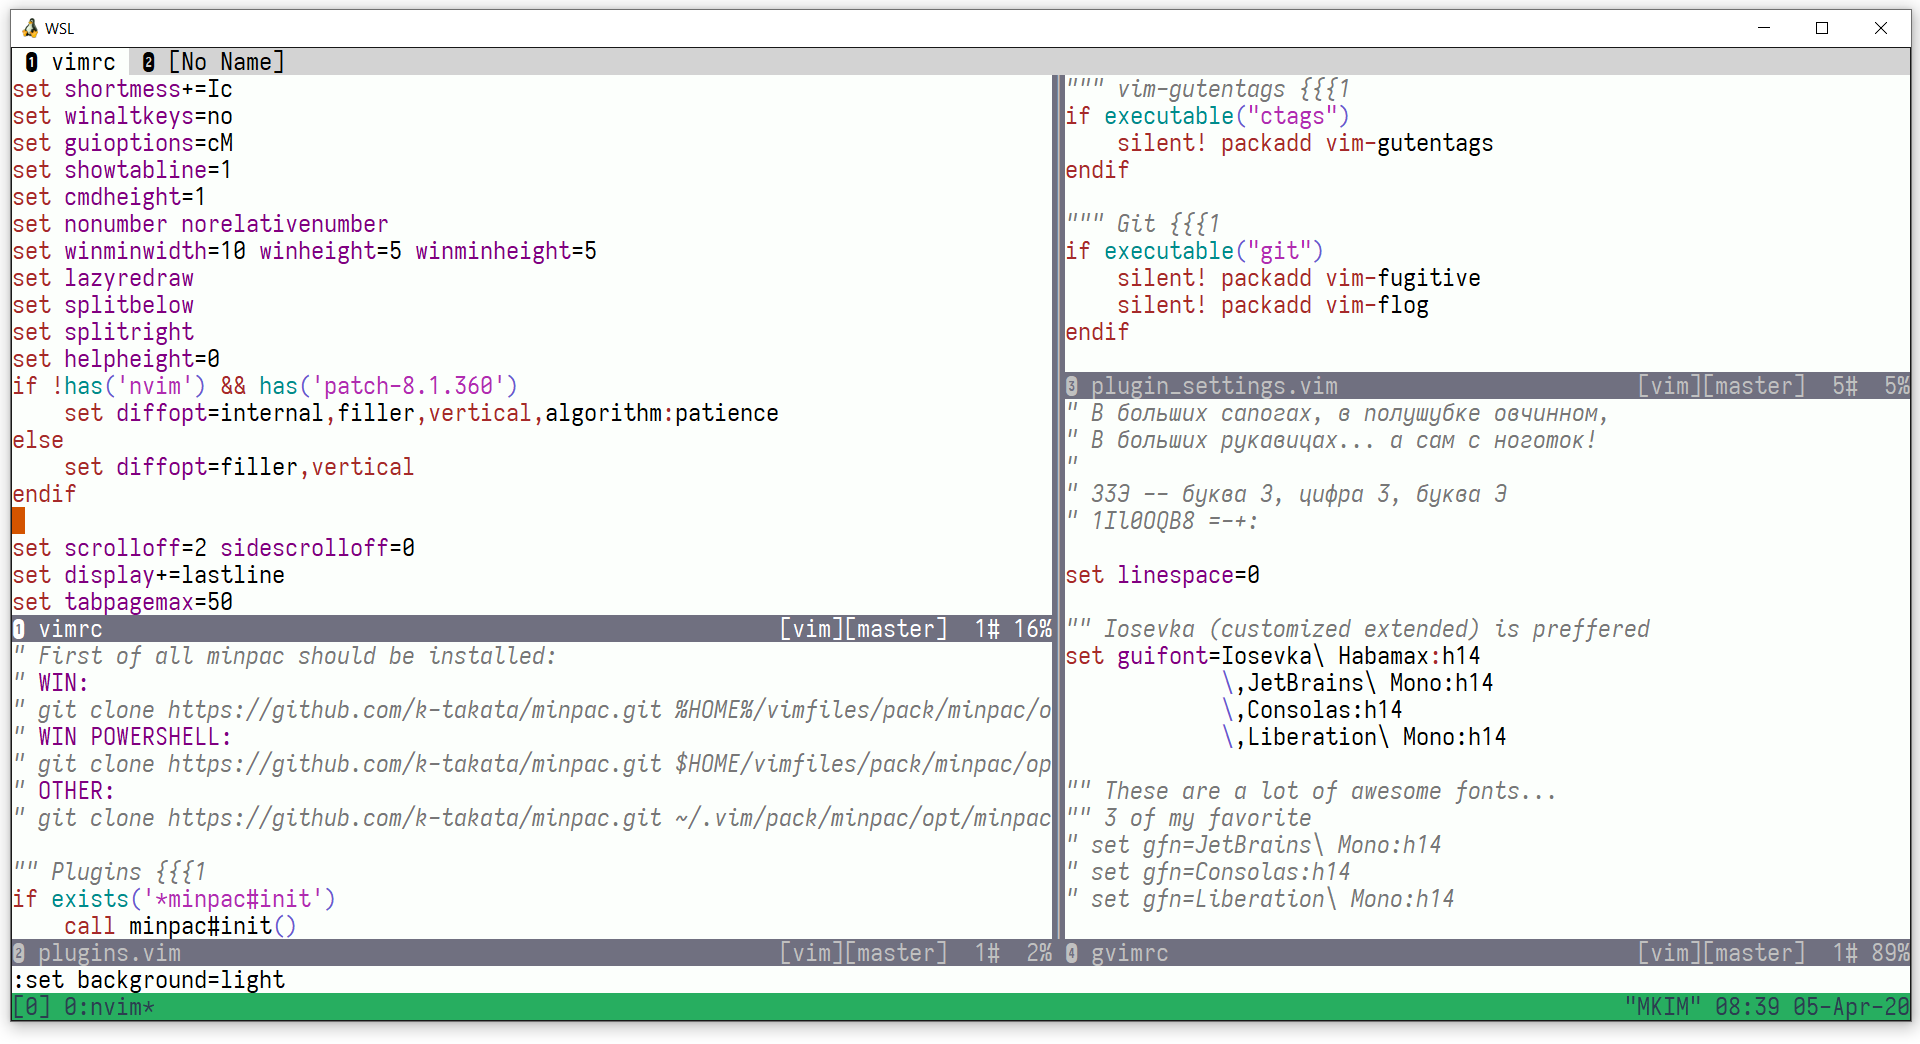 WSL
1 vimrc 2 [No Name]
set shortmess+=Ic
set winaltkeys=no
set guioptions=cM
set showtabline=1
set cmdheight=1
set nonumber norelativenumber
set winminwidth=10 winheight=5 winminheight=5
set lazyredraw
set splitbelow
set splitright
set helpheight=0
if !has('nvim') && has('patch-8.1.360')
    set diffopt=internal,filler,vertical,algorithm:patience
else
    set diffopt=filler,vertical
endif
set scrolloff=2 sidescrolloff=0
set display+=lastline
set tabpagemax=50
1 vimrc [vim][master] 1# 16%
" First of all minpac should be installed:
" WIN:
" git clone https://github.com/k-takata/minpac.git %HOME%/vimfiles/pack/minpac/o
" WIN POWERSHELL:
" git clone https://github.com/k-takata/minpac.git $HOME/vimfiles/pack/minpac/op
" OTHER:
" git clone https://github.com/k-takata/minpac.git ~/.vim/pack/minpac/opt/minpac
"" Plugins {{{1
if exists('*minpac#init')
    call minpac#init()
2 plugins.vim [vim][master] 1# 2%
""" vim-gutentags {{{1
if executable("ctags")
    silent! packadd vim-gutentags
endif
""" Git {{{1
if executable("git")
    silent! packadd vim-fugitive
    silent! packadd vim-flog
endif
3 plugin_settings.vim [vim][master] 5# 5%
" В больших сапогах, в полушубке овчинном,
" В больших рукавицах... а сам с ноготок!
"
" З3Э -- буква З, цифра 3, буква Э
" 1Il0OQB8 =-+:
set linespace=0
"" Iosevka (customized extended) is preffered
set guifont=Iosevka\ Habamax:h14
            \,JetBrains\ Mono:h14
            \,Consolas:h14
            \,Liberation\ Mono:h14
"" These are a lot of awesome fonts...
"" 3 of my favorite
" set gfn=JetBrains\ Mono:h14
" set gfn=Consolas:h14
" set gfn=Liberation\ Mono:h14
4 gvimrc [vim][master] 1# 89%
:set background=light
[0] 0:nvim* "MKIM" 08:39 05-Apr-20